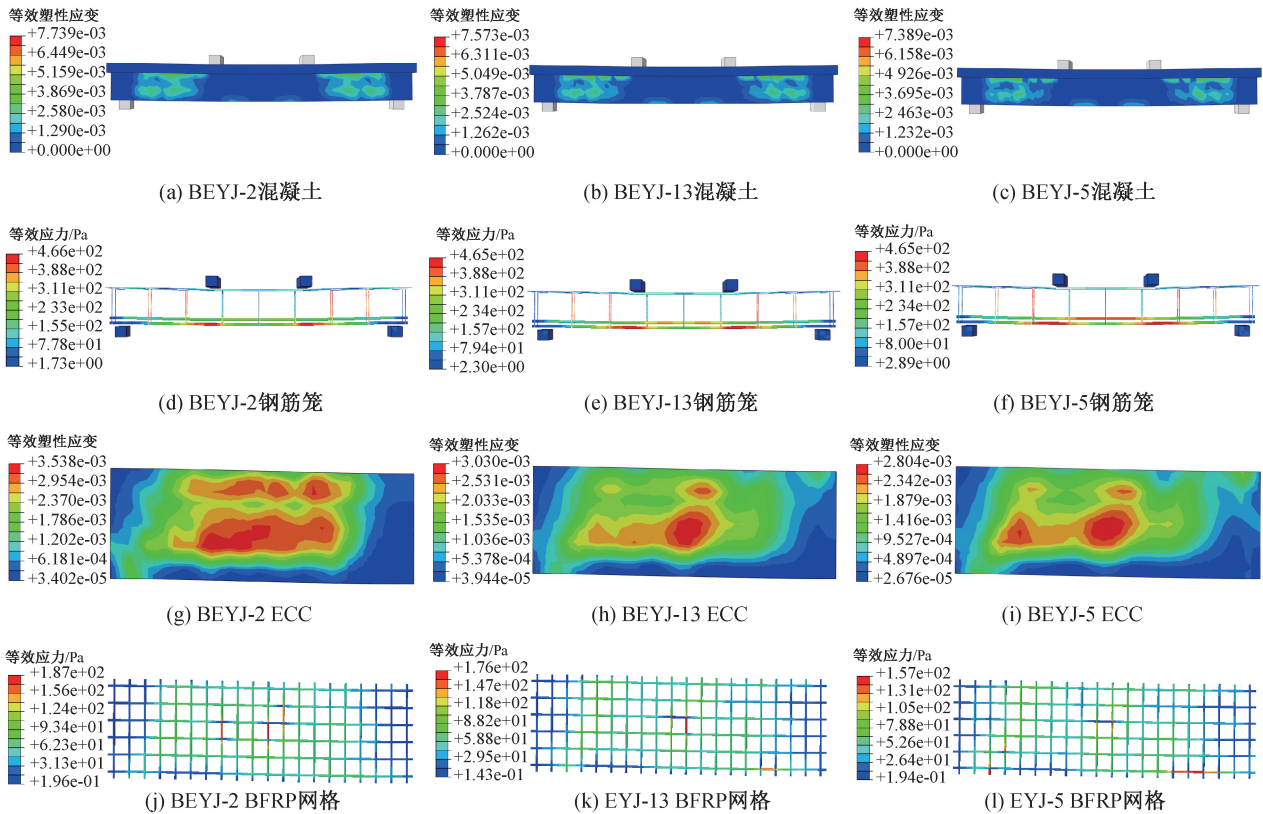 等效塑性应变
+7.739e-03
+6.449e-03
+5.159e-03
+3.869e-03
+2.580e-03
+1.290e-03
+0.000e+00
(a) BEYJ-2混凝土
等效塑性应变
+7.573e-03
+6.311e-03
+5.049e-03
+3.786e-03
+2.524e-03
+1.262e-03
+0.000e+00
(b) BEYJ-13混凝土
等效塑性应变
+7.389e-03
+6.158e-03
+4.926e-03
+3.695e-03
+2 463e-03
+1.232e-03
+0.000e+00
(c) BEYJ-5混凝土
等效应力/Pa
+4.66e+02
+3.88e+02
+3.11e+02
+2.33e+02
+1.55e+02
+7.78e+01
+1.73e+00
(d) BEYJ-2钢筋笼
等效应力/Pa
+4.65e+02
+3.88e+02
+3.11e+02
+2.34e+02
+1.57e+02
+7.94e+01
+2.30e+00
(e) BEYJ-13钢筋笼
等效应力/Pa
+4.65e+02
+3.88e+02
+3.11e+02
+2.34e+02
+1.57e+02
+8.00e+01
+2.89e+00
(f) BEYJ-5钢筋笼
等效塑性应变
+3.538e-03
+2.954e-03
+2.370e-03
+1.786e-03
+1.202e-03
+6.181e-04
+3.402e-05
(g) BEYJ-2 ECC
等效塑性应变
+3.030e-03
+2.531e-03
+2.033e-03
+1.535e-03
+1.036e-03
+5.378e-04
+3.944e-05
(h) BEYJ-13 ECC
等效塑性应变
+2.804e-03
+2.342e-03
+1.879e-03
+1.416e-03
+9.527e-04
+4.897e-04
+2.676e-05
(i) BEYJ-5 ECC
等效应力/Pa
+1.87e+02
+1.56e+02
+1.24e+02
+9.34e+01
+6.23e+01
+3.13e+01
+1.96e-01
(j) BEYJ-2 BFRP网格
等效应力/Pa
+1.76e+02
+1.47e+02
+1.18e+02
+8.82e+01
+5.88e+01
+2.95e+01
+1.43e-01
(k) EYJ-13 BFRP网格
等效应力/Pa
+1.57e+02
+1.31e+02
+1.05e+02
+7.88e+01
+5.26e+01
+2.64e+01
+1.94e-01
(l) EYJ-5 BFRP网格